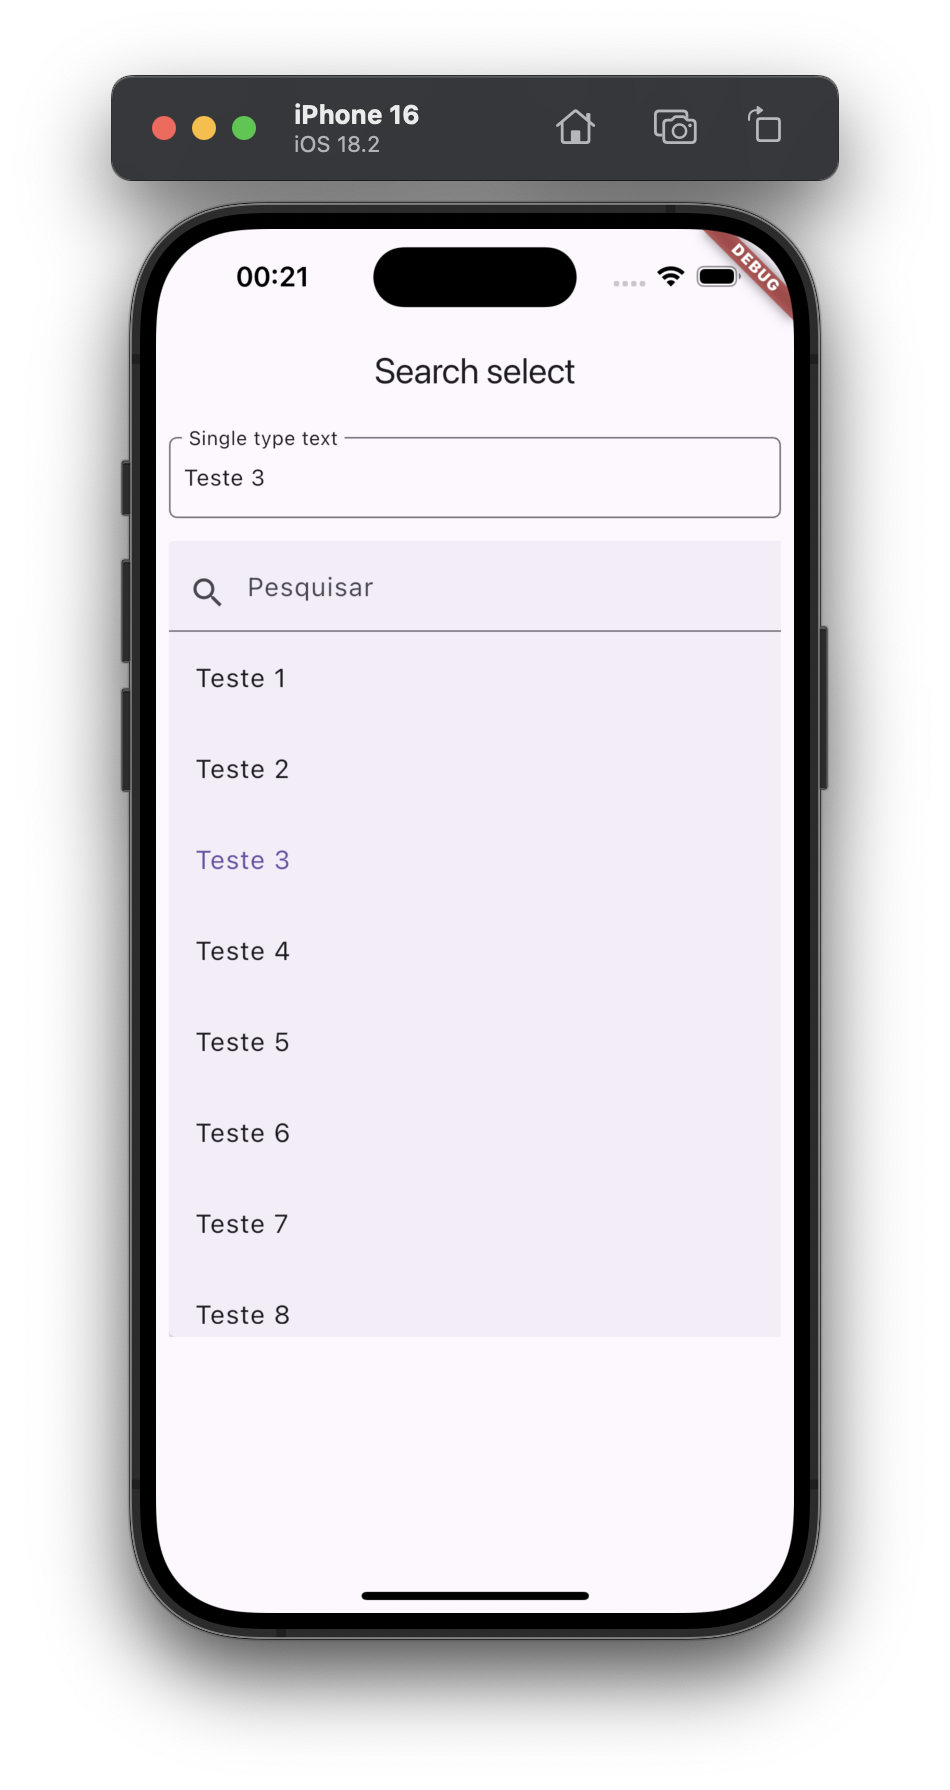 iPhone 16
iOS 18.2
00:21
DEBUG
Search select
Single type text
Teste 3
Pesquisar
Teste 1
Teste 2
Teste 3
Teste 4
Teste 5
Teste 6
Teste 7
Teste 8